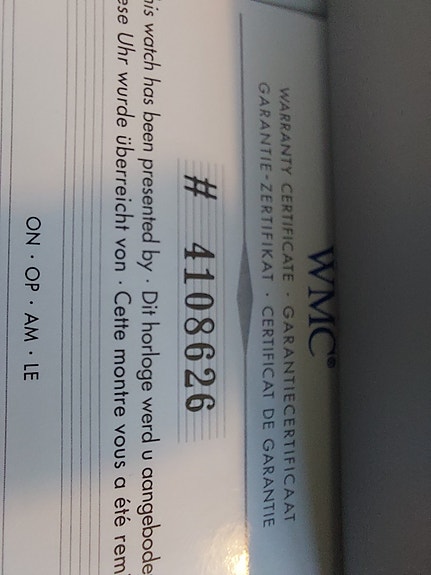 WMC®
WARRANTY CERTIFICATE · GARANTIECERTIFICAAT
GARANTIE-ZERTIFIKAT · CERTIFICAT DE GARANTIE
# 4108626
his watch has been presented by · Dit horloge werd u aangebode
ese Uhr wurde überreicht von · Cette montre vous a été rem
ON · OP · AM · LE